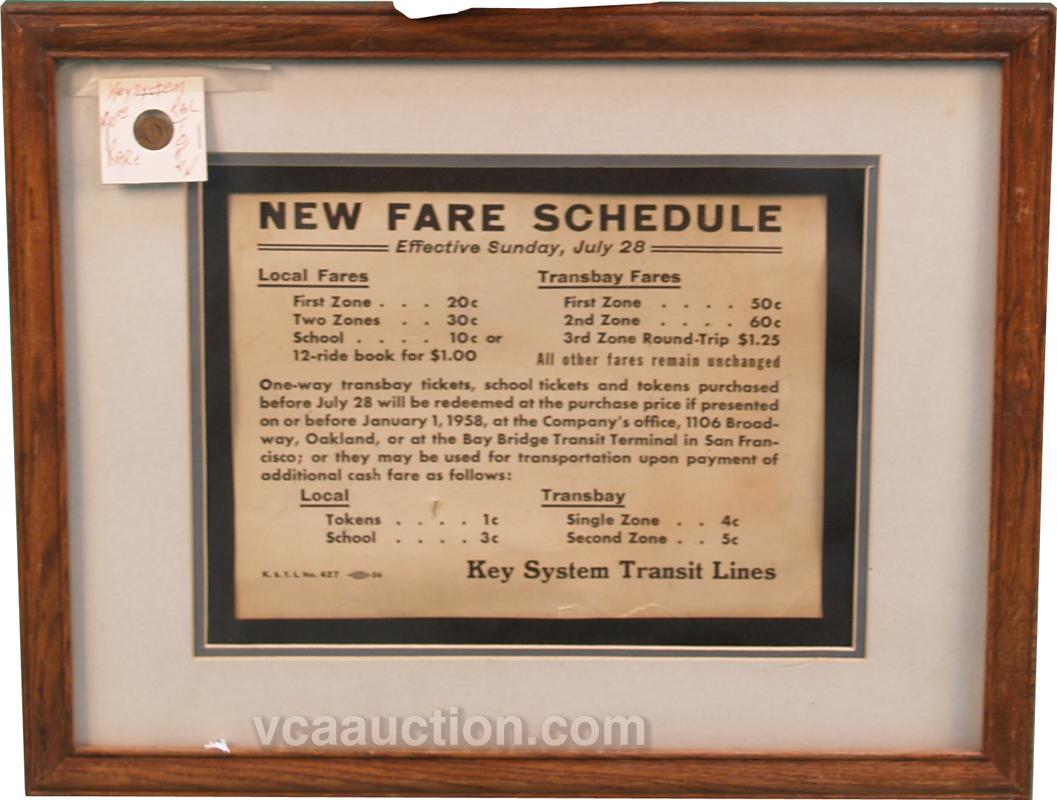 Key System
RARE
NEW FARE SCHEDULE
Effective Sunday, July 28
Local Fares
First Zone . . . 20c
Two Zones . . 30c
School . . . . 10c or
12-ride book for $1.00
Transbay Fares
First Zone . . . . 50c
2nd Zone . . . . 60c
3rd Zone Round-Trip $1.25
All other fares remain unchanged
One-way transbay tickets, school tickets and tokens purchased
before July 28 will be redeemed at the purchase price if presented
on or before January 1, 1958, at the Company's office, 1106 Broad-
way, Oakland, or at the Bay Bridge Transit Terminal in San Fran-
cisco; or they may be used for transportation upon payment of
additional cash fare as follows:
Local
Tokens . . . . 1c
School . . . . 3c
Transbay
Single Zone . . 4c
Second Zone . . 5c
K. S. T. L. No. 427
Key System Transit Lines
vcaauction.com